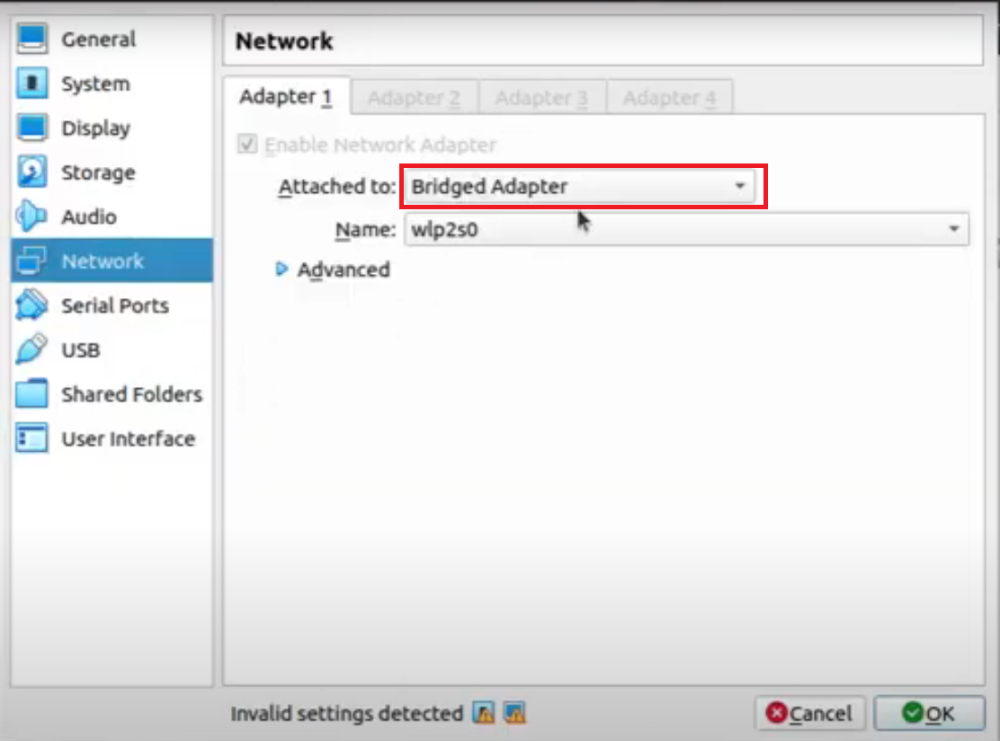 General
System
Display
Storage
Audio
Network
Serial Ports
USB
Shared Folders
User Interface
Network
Adapter 1 Adapter 2 Adapter 3 Adapter 4
Enable Network Adapter
Attached to: Bridged Adapter
Name: wlp2s0
Advanced
Invalid settings detected
Cancel OK